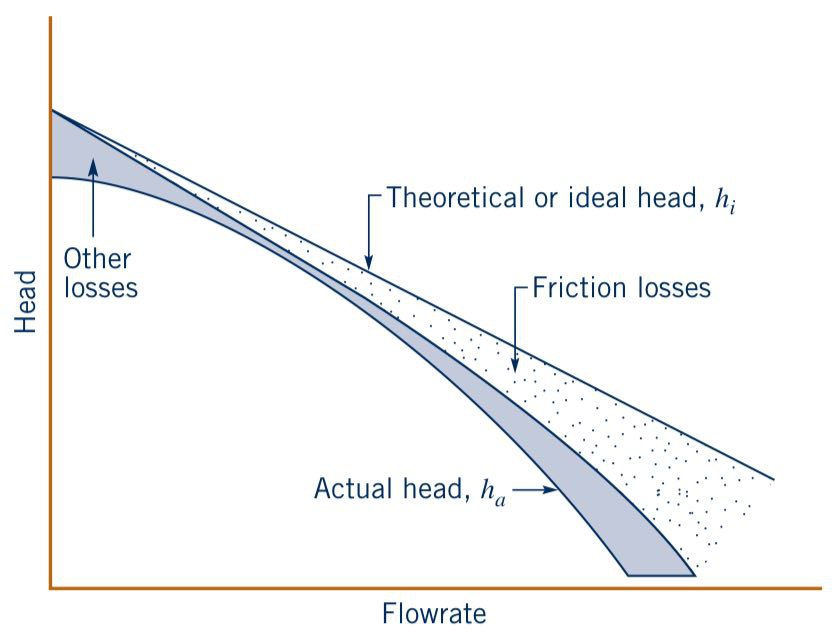 Theoretical or ideal head, hᵢ
Other
losses
Friction losses
Head
Actual head, hₐ
Flowrate